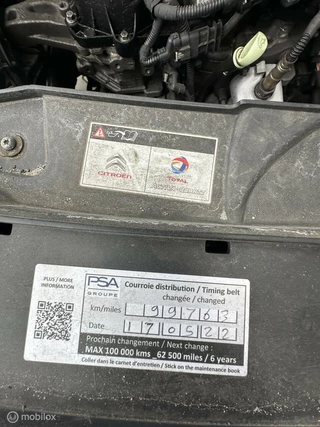 CITROËN
TOTAL
PLUS / MORE
INFORMATION
PSA
GROUPE
Courroie distribution / Timing belt
changée / changed
km/miles 99763
Date 170522
Prochain changement / Next change :
MAX 100 000 kms _62 500 miles / 6 years
Coller dans le carnet d'entretien / Stick on the maintenance book
mobilox